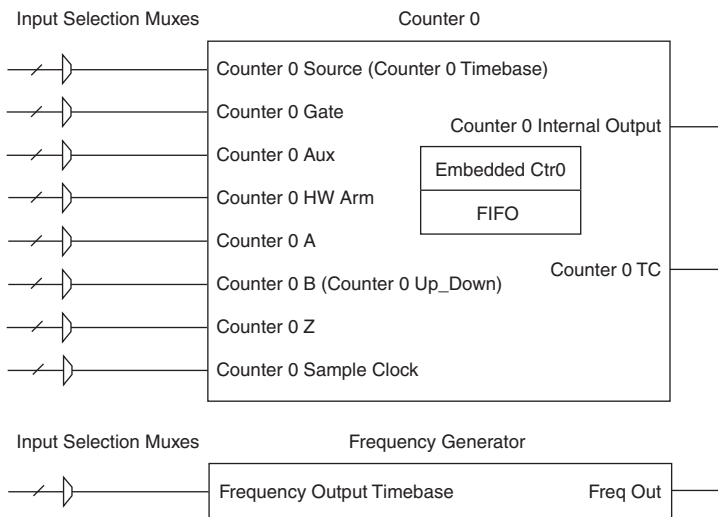 Input Selection Muxes
Counter 0
Counter 0 Source (Counter 0 Timebase)
Counter 0 Gate
Counter 0 Internal Output
Counter 0 Aux
Embedded Ctr0
Counter 0 HW Arm
FIFO
Counter 0 A
Counter 0 TC
Counter 0 B (Counter 0 Up_Down)
Counter 0 Z
Counter 0 Sample Clock
Input Selection Muxes
Frequency Generator
Frequency Output Timebase
Freq Out